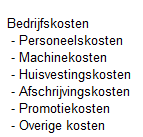 Bedrijfskosten
- Personeelskosten
- Machinekosten
- Huisvestingskosten
- Afschrijvingskosten
- Promotiekosten
- Overige kosten